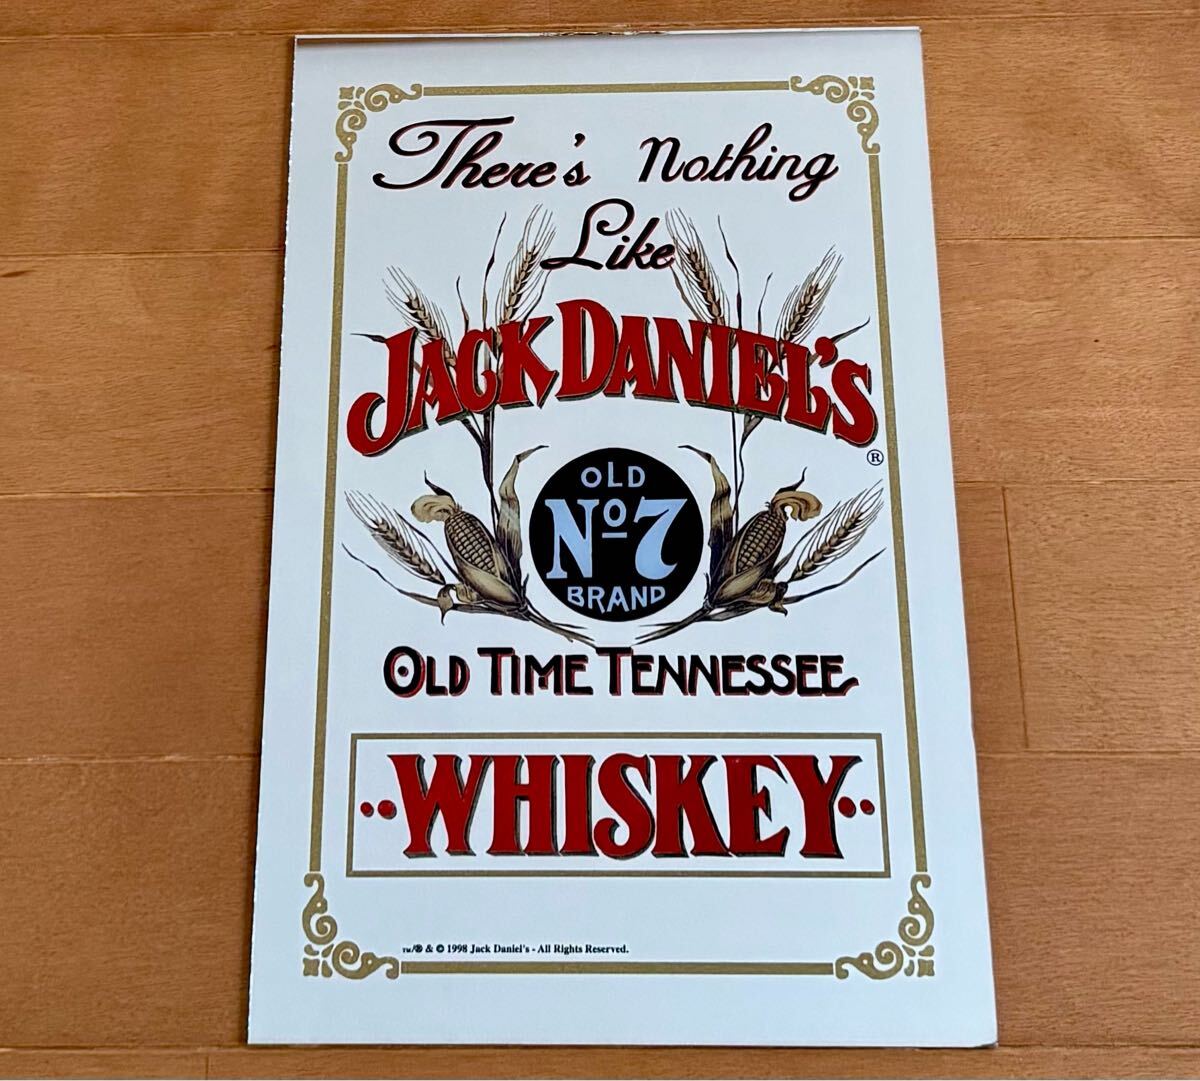 There's Nothing
Like
JACK DANIEL'S
®
OLD
Nº7
BRAND
OLD TIME TENNESSEE
WHISKEY
TM/® & © 1998 Jack Daniel's - All Rights Reserved.